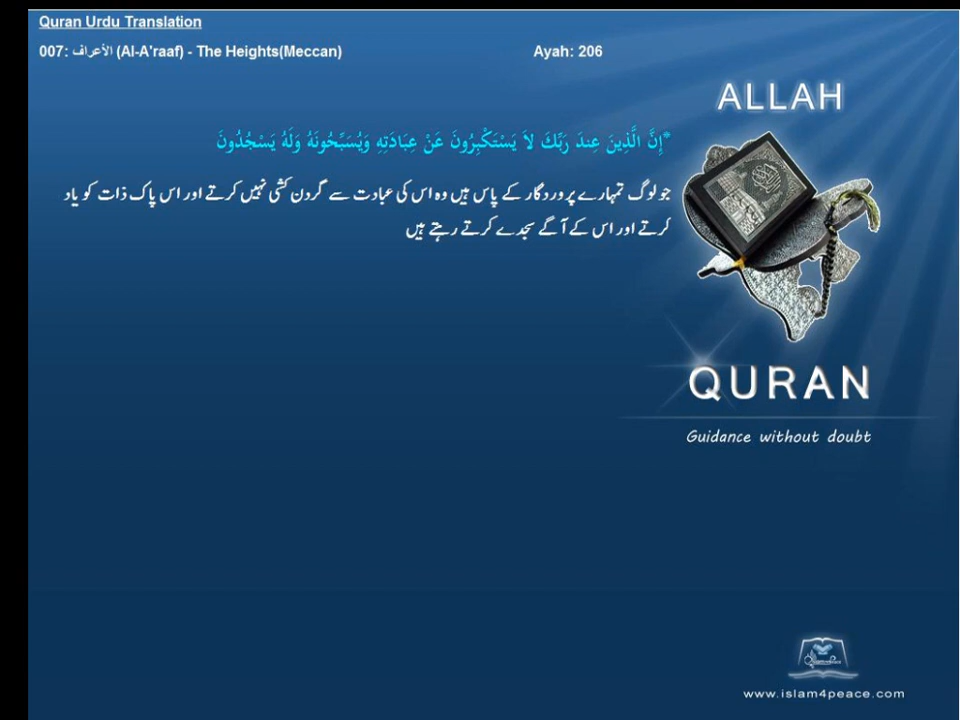 Quran Urdu Translation
007: الأعراف (Al-A'raaf) - The Heights(Meccan) Ayah: 206
ALLAH
*إِنَّ الَّذِينَ عِندَ رَبِّكَ لاَ يَسْتَكْبِرُونَ عَنْ عِبَادَتِهِ وَيُسَبِّحُونَهُ وَلَهُ يَسْجُدُونَ
جو لوگ تمہارے پروردگار کے پاس ہیں وہ اس کی عبادت سے گردن کشی نہیں کرتے اور اس پاک ذات کو یاد
کرتے اور اس کے آگے سجدے کرتے رہتے ہیں
QURAN
Guidance without doubt
www.islam4peace.com